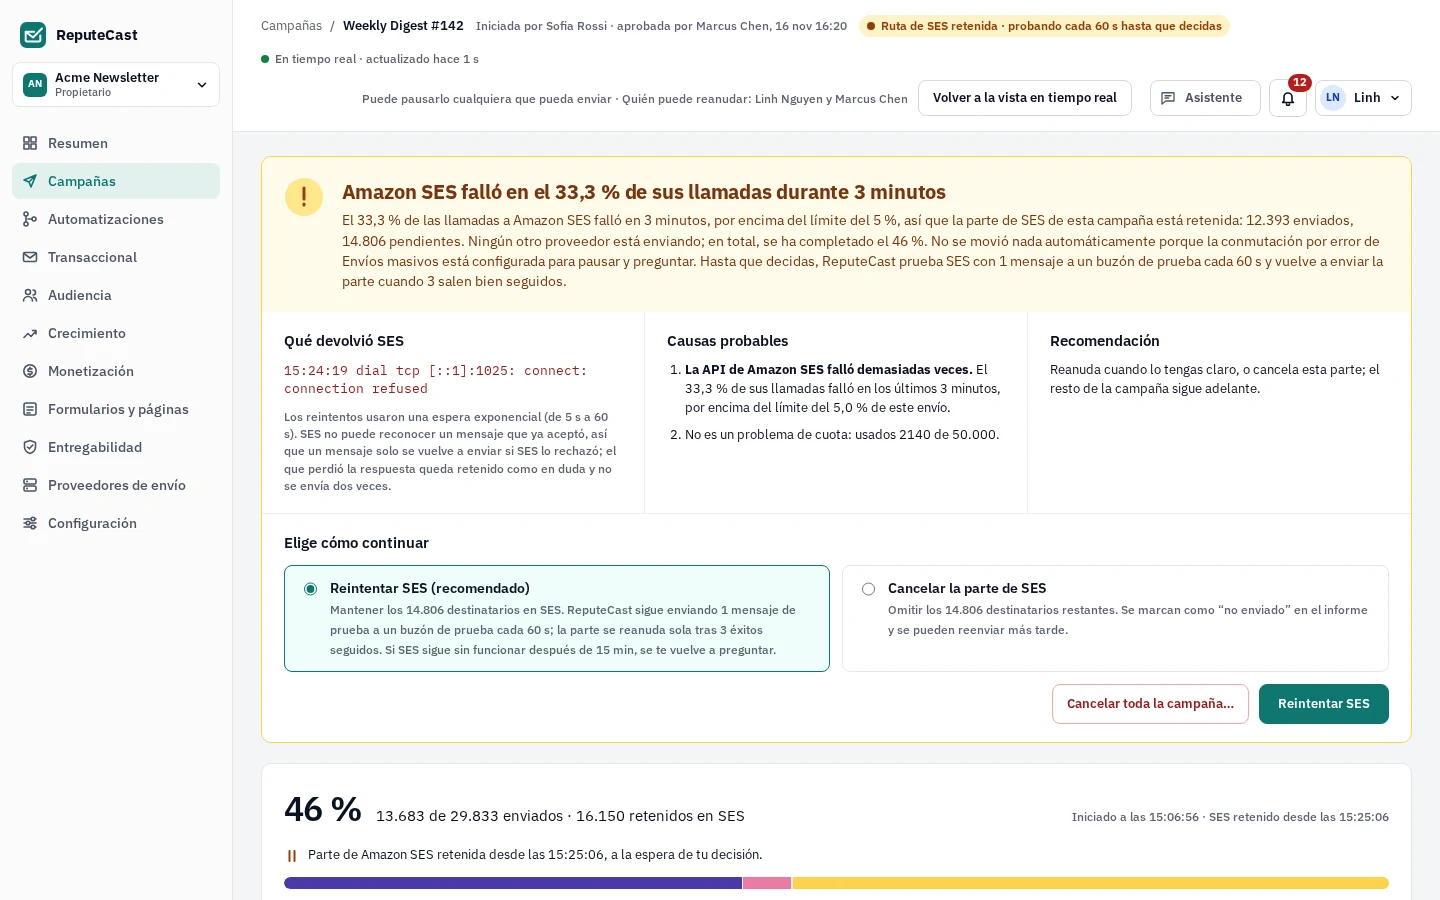 ReputeCast
AN
Acme Newsletter
Propietario
Resumen
Campañas
Automatizaciones
Transaccional
Audiencia
Crecimiento
Monetización
Formularios y páginas
Entregabilidad
Proveedores de envío
Configuración
Campañas / Weekly Digest #142 Iniciada por Sofia Rossi · aprobada por Marcus Chen, 16 nov 16:20 Ruta de SES retenida · probando cada 60 s hasta que decidas
En tiempo real · actualizado hace 1 s
Puede pausarlo cualquiera que pueda enviar · Quién puede reanudar: Linh Nguyen y Marcus Chen
Volver a la vista en tiempo real
Asistente
12
LN Linh
Amazon SES falló en el 33,3 % de sus llamadas durante 3 minutos
El 33,3 % de las llamadas a Amazon SES falló en 3 minutos, por encima del límite del 5 %, así que la parte de SES de esta campaña está retenida: 12.393 enviados,
14.806 pendientes. Ningún otro proveedor está enviando; en total, se ha completado el 46 %. No se movió nada automáticamente porque la conmutación por error de
Envíos masivos está configurada para pausar y preguntar. Hasta que decidas, ReputeCast prueba SES con 1 mensaje a un buzón de prueba cada 60 s y vuelve a enviar la
parte cuando 3 salen bien seguidos.
Qué devolvió SES
15:24:19 dial tcp [::1]:1025: connect:
connection refused
Los reintentos usaron una espera exponencial (de 5 s a 60
s). SES no puede reconocer un mensaje que ya aceptó, así
que un mensaje solo se vuelve a enviar si SES lo rechazó; el
que perdió la respuesta queda retenido como en duda y no
se envía dos veces.
Causas probables
1. La API de Amazon SES falló demasiadas veces. El
33,3 % de sus llamadas falló en los últimos 3 minutos,
por encima del límite del 5,0 % de este envío.
2. No es un problema de cuota: usados 2140 de 50.000.
Recomendación
Reanuda cuando lo tengas claro, o cancela esta parte; el
resto de la campaña sigue adelante.
Elige cómo continuar
Reintentar SES (recomendado)
Mantener los 14.806 destinatarios en SES. ReputeCast sigue enviando 1 mensaje de
prueba a un buzón de prueba cada 60 s; la parte se reanuda sola tras 3 éxitos
seguidos. Si SES sigue sin funcionar después de 15 min, se te vuelve a preguntar.
Cancelar la parte de SES
Omitir los 14.806 destinatarios restantes. Se marcan como “no enviado” en el informe
y se pueden reenviar más tarde.
Cancelar toda la campaña...
Reintentar SES
46 % 13.683 de 29.833 enviados · 16.150 retenidos en SES
Iniciado a las 15:06:56 · SES retenido desde las 15:25:06
Parte de Amazon SES retenida desde las 15:25:06, a la espera de tu decisión.